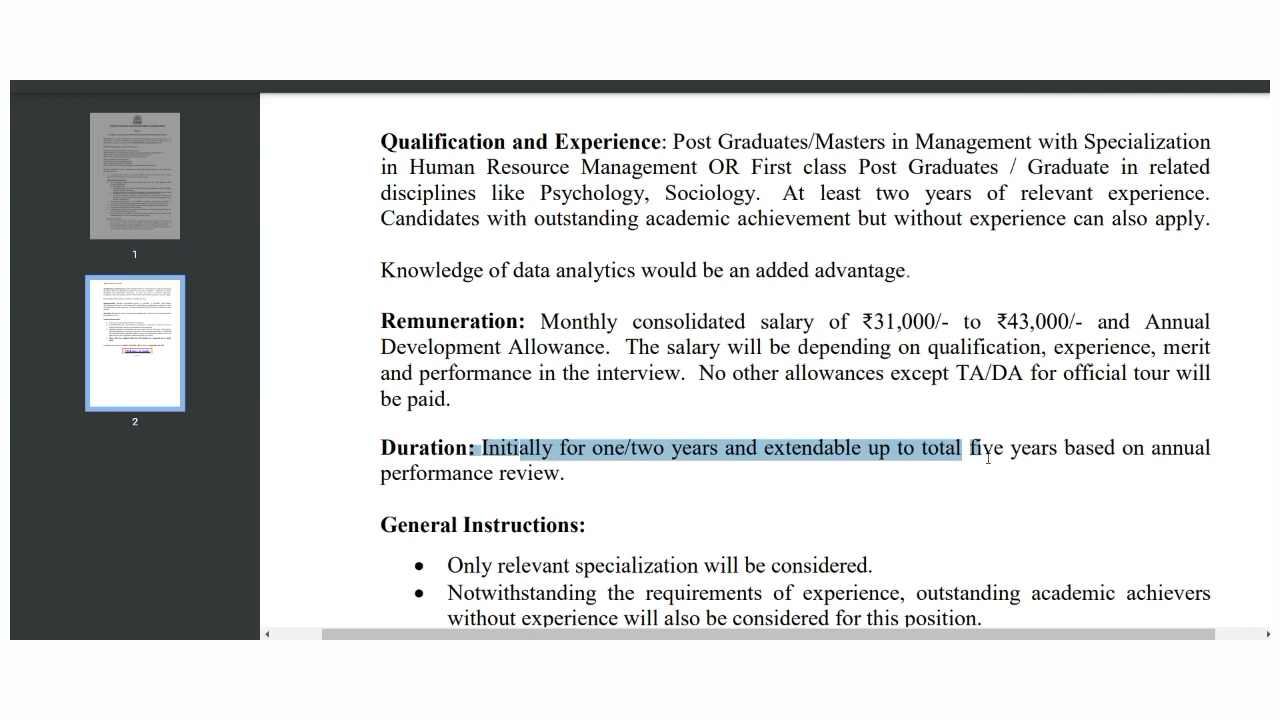 Qualification and Experience: Post Graduates/Masters in Management with Specialization
in Human Resource Management OR First class Post Graduates / Graduate in related
disciplines like Psychology, Sociology. At least two years of relevant experience.
Candidates with outstanding academic achievement but without experience can also apply.
Knowledge of data analytics would be an added advantage.
Remuneration: Monthly consolidated salary of ₹31,000/- to ₹43,000/- and Annual
Development Allowance. The salary will be depending on qualification, experience, merit
and performance in the interview. No other allowances except TA/DA for official tour will
be paid.
Duration: Initially for one/two years and extendable up to total five years based on annual
performance review.
General Instructions:
• Only relevant specialization will be considered.
• Notwithstanding the requirements of experience, outstanding academic achievers
without experience will also be considered for this position.
1
2